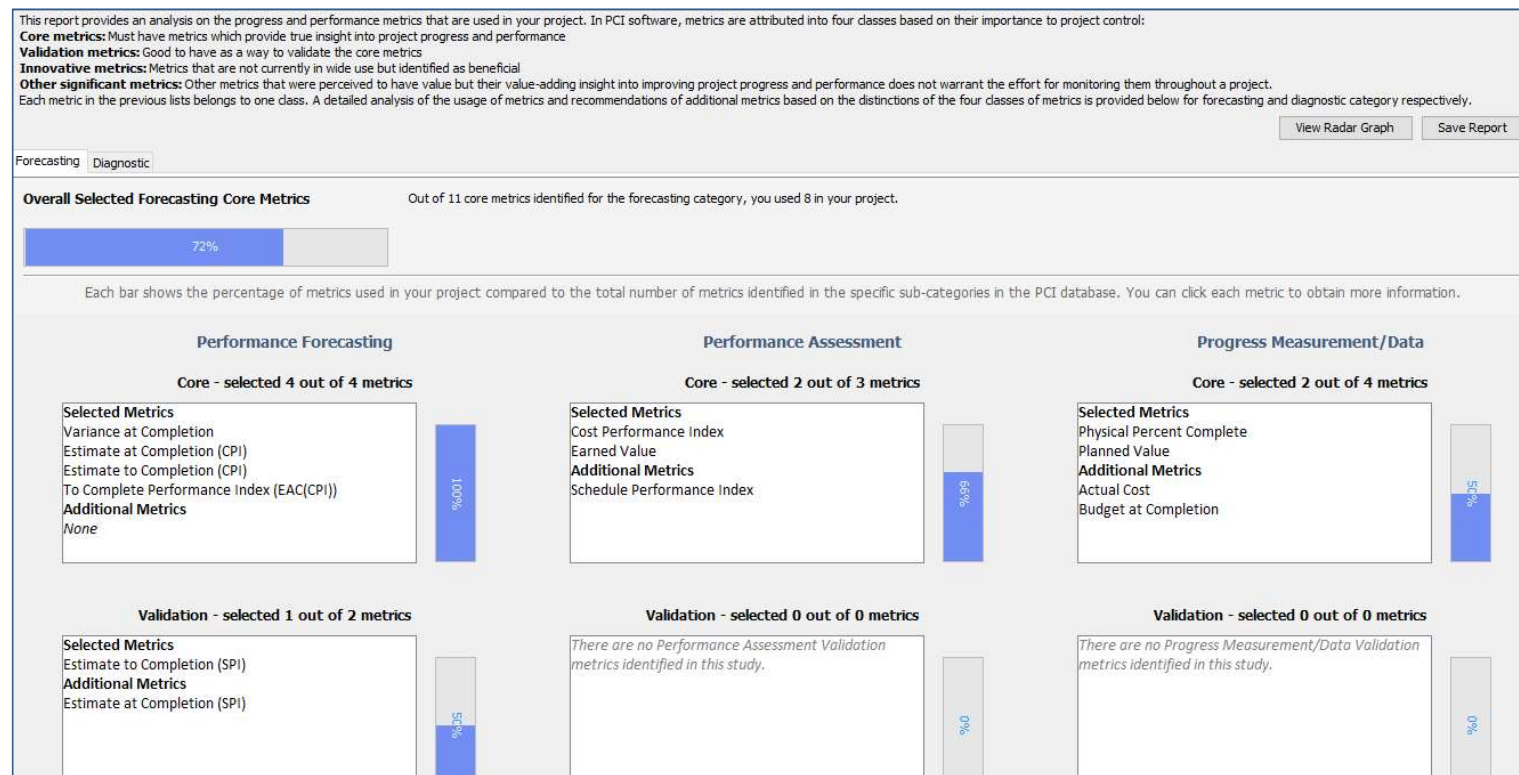 This report provides an analysis on the progress and performance metrics that are used in your project. In PCI software, metrics are attributed into four classes based on their importance to project control:
Core metrics: Must have metrics which provide true insight into project progress and performance
Validation metrics: Good to have as a way to validate the core metrics
Innovative metrics: Metrics that are not currently in wide use but identified as beneficial
Other significant metrics: Other metrics that were perceived to have value but their value-adding insight into improving project progress and performance does not warrant the effort for monitoring them throughout a project.
Each metric in the previous lists belongs to one class. A detailed analysis of the usage of metrics and recommendations of additional metrics based on the distinctions of the four classes of metrics is provided below for forecasting and diagnostic category respectively.
View Radar Graph
Save Report
Forecasting
Diagnostic
Overall Selected Forecasting Core Metrics
Out of 11 core metrics identified for the forecasting category, you used 8 in your project.
72%
Each bar shows the percentage of metrics used in your project compared to the total number of metrics identified in the specific sub-categories in the PCI database. You can click each metric to obtain more information.
Performance Forecasting
Core - selected 4 out of 4 metrics
Selected Metrics
Variance at Completion
Estimate at Completion (CPI)
Estimate to Completion (CPI)
To Complete Performance Index (EAC(CPI))
Additional Metrics
None
100%
Performance Assessment
Core - selected 2 out of 3 metrics
Selected Metrics
Cost Performance Index
Earned Value
Additional Metrics
Schedule Performance Index
66%
Progress Measurement/Data
Core - selected 2 out of 4 metrics
Selected Metrics
Physical Percent Complete
Planned Value
Additional Metrics
Actual Cost
Budget at Completion
50%
Validation - selected 1 out of 2 metrics
Selected Metrics
Estimate to Completion (SPI)
Additional Metrics
Estimate at Completion (SPI)
50%
Validation - selected 0 out of 0 metrics
There are no Performance Assessment Validation
metrics identified in this study.
0%
Validation - selected 0 out of 0 metrics
There are no Progress Measurement/Data Validation
metrics identified in this study.
0%